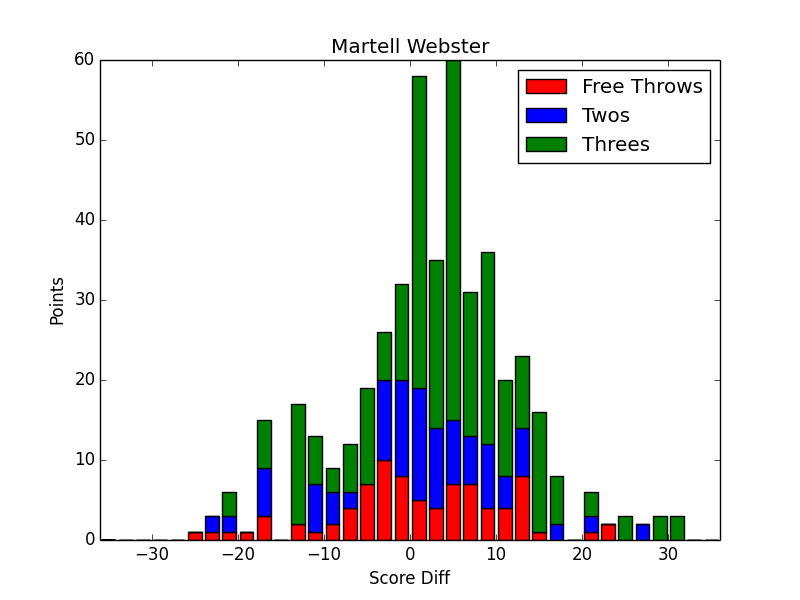 Martell Webster
60
50
40
30
20
10
0
Points
Free Throws
Twos
Threes
−30 −20 −10 0 10 20 30
Score Diff